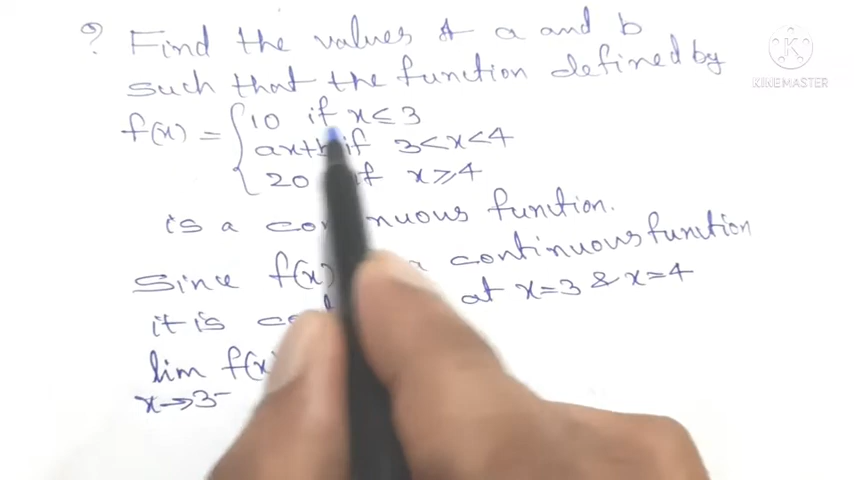 ? Find the values of a and b
such that the function defined by
f(x) = { 10 if x ≤ 3
ax+b if 3 < x < 4
20 if x ≥ 4
is a function.
Since f(x) a continuous function
it is at x=3 & x=4
lim f(x)
x→3⁻
K
KINEMASTER